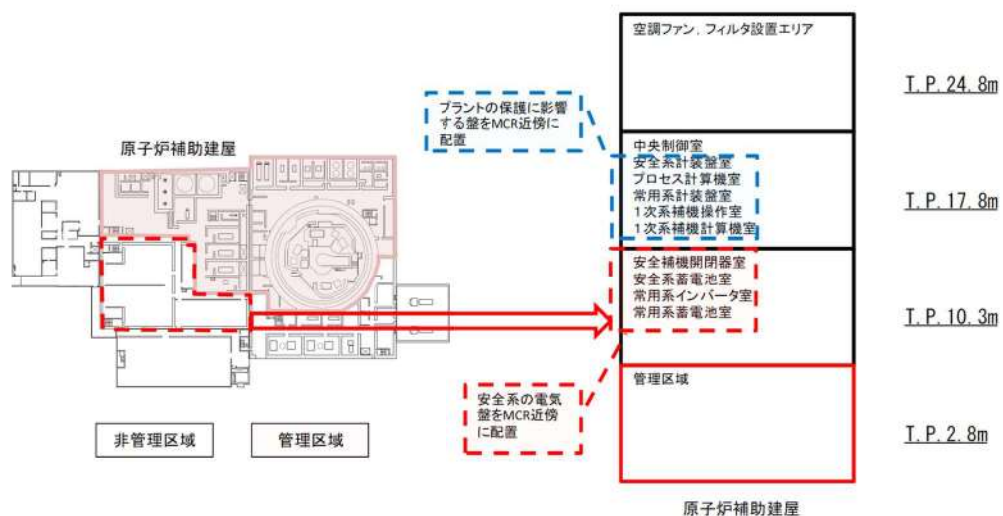 原子炉補助建屋
非管理区域
管理区域
プラントの保護に影響
する盤をMCR近傍に
配置
安全系の電気
盤をMCR近傍
に配置
空調ファン、フィルタ設置エリア
中央制御室
安全系計装盤室
プロセス計算機室
常用系計装盤室
1次系補機操作室
1次系補機計算機室
安全補機開閉器室
安全系蓄電池室
常用系インバータ室
常用系蓄電池室
管理区域
T.P.24.8m
T.P.17.8m
T.P.10.3m
T.P.2.8m
原子炉補助建屋